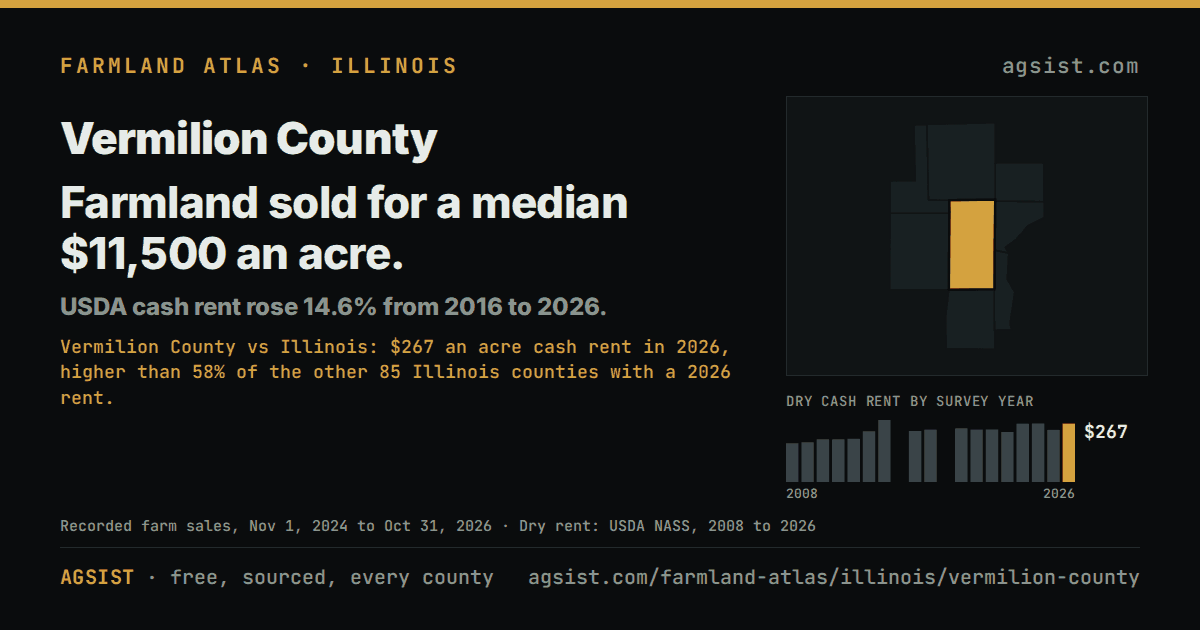 FARMLAND ATLAS · ILLINOIS
agsist.com
Vermilion County
Farmland sold for a median
$11,500 an acre.
USDA cash rent rose 14.6% from 2016 to 2026.
Vermilion County vs Illinois: $267 an acre cash rent in 2026,
higher than 58% of the other 85 Illinois counties with a 2026
rent.
DRY CASH RENT BY SURVEY YEAR
$267
2008
2026
Recorded farm sales, Nov 1, 2024 to Oct 31, 2026 · Dry rent: USDA NASS, 2008 to 2026
AGSIST · free, sourced, every county
agsist.com/farmland-atlas/illinois/vermilion-county